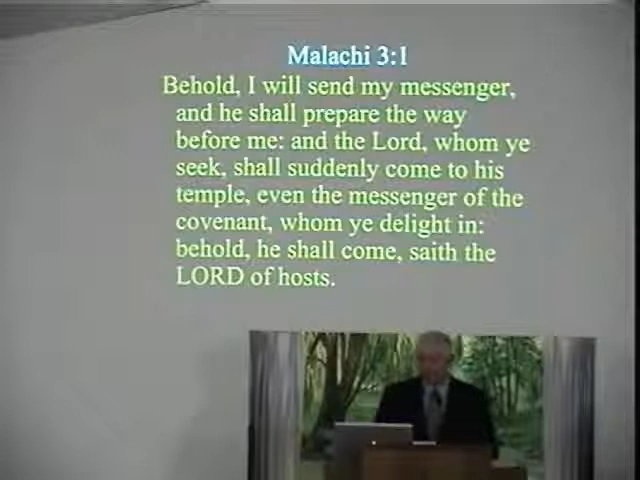 Malachi 3:1
Behold, I will send my messenger,
and he shall prepare the way
before me: and the Lord, whom ye
seek, shall suddenly come to his
temple, even the messenger of the
covenant, whom ye delight in:
behold, he shall come, saith the
LORD of hosts.